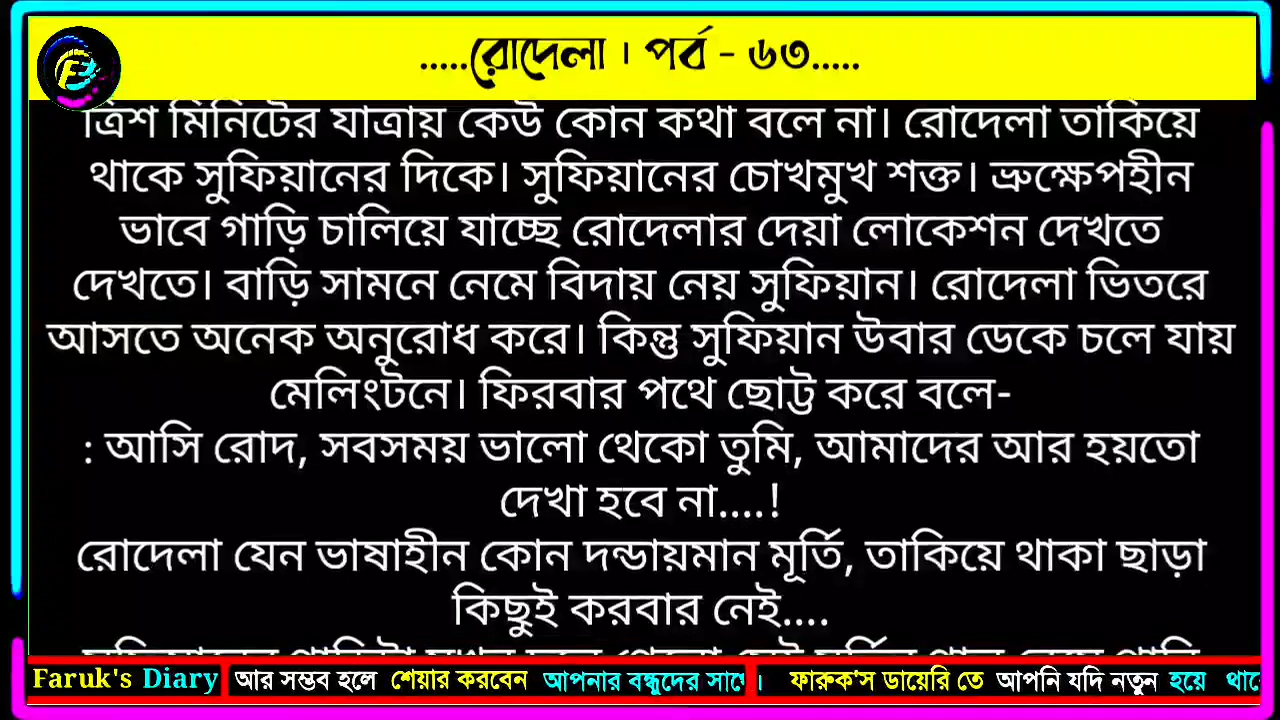 .....রোদেলা । পর্ব - ৬৩.....
ত্রিশ মিনিটের যাত্রায় কেউ কোন কথা বলে না। রোদেলা তাকিয়ে
থাকে সুফিয়ানের দিকে। সুফিয়ানের চোখমুখ শক্ত। ভ্রুক্ষেপহীন
ভাবে গাড়ি চালিয়ে যাচ্ছে রোদেলার দেয়া লোকেশন দেখতে
দেখতে। বাড়ি সামনে নেমে বিদায় নেয় সুফিয়ান। রোদেলা ভিতরে
আসতে অনেক অনুরোধ করে। কিন্তু সুফিয়ান উবার ডেকে চলে যায়
মেলিংটনে। ফিরবার পথে ছোট্ট করে বলে-
: আসি রোদ, সবসময় ভালো থেকো তুমি, আমাদের আর হয়তো
দেখা হবে না....!
রোদেলা যেন ভাষাহীন কোন দন্ডায়মান মূর্তি, তাকিয়ে থাকা ছাড়া
কিছুই করবার নেই....
Faruk's Diary আর সম্ভব হলে শেয়ার করবেন আপনার বন্ধুদের সাথে । ফারুক'স ডায়েরি তে আপনি যদি নতুন হয়ে